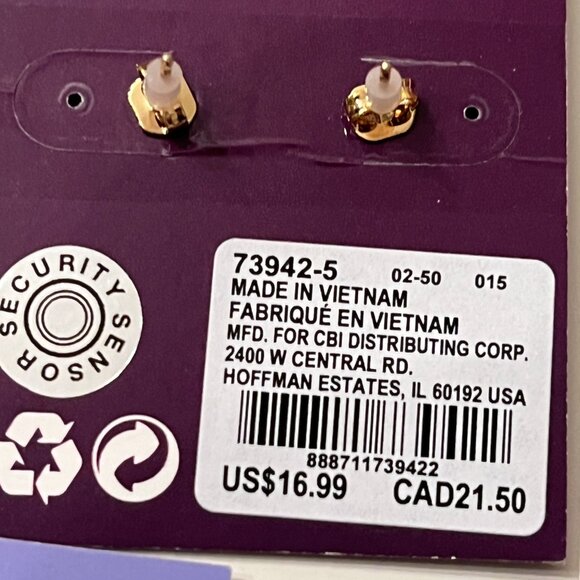 SECURITY SENSOR
73942-5 02-50 015
MADE IN VIETNAM
FABRIQUÉ EN VIETNAM
MFD. FOR CBI DISTRIBUTING CORP.
2400 W CENTRAL RD.
HOFFMAN ESTATES, IL 60192 USA
888711739422
US$16.99 CAD21.50